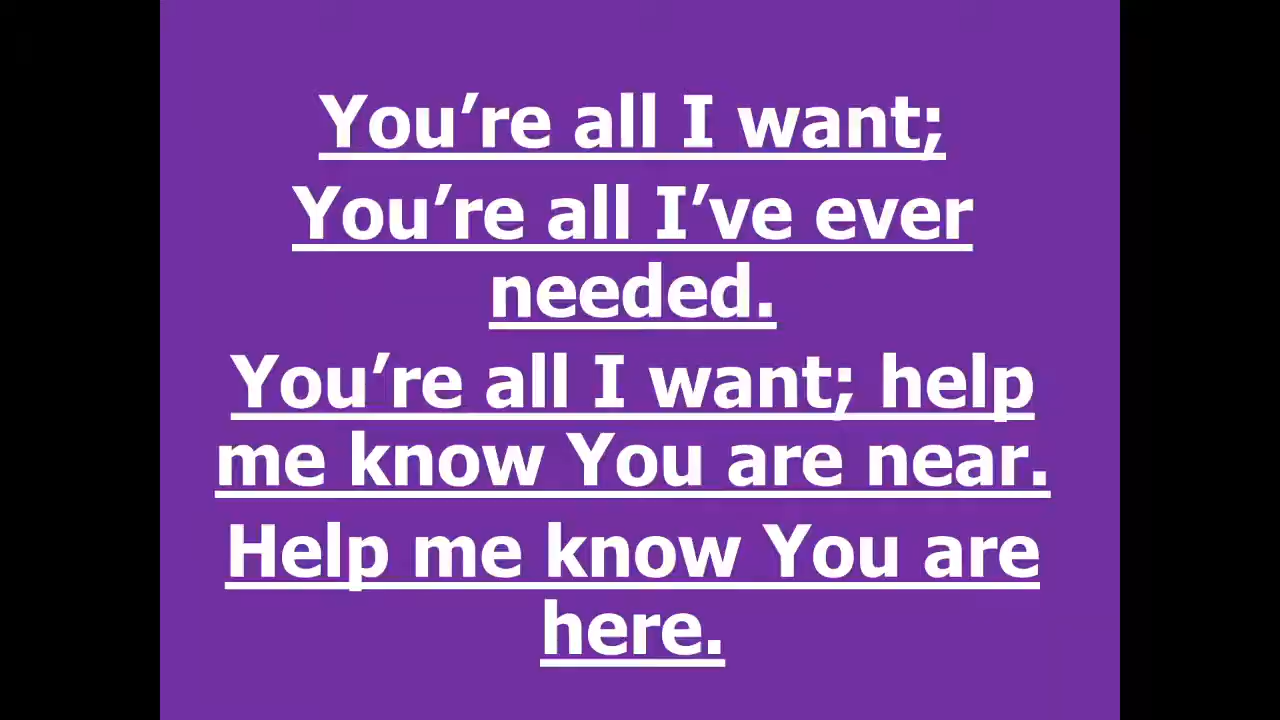 You’re all I want;
You’re all I’ve ever
needed.
You’re all I want; help
me know You are near.
Help me know You are
here.